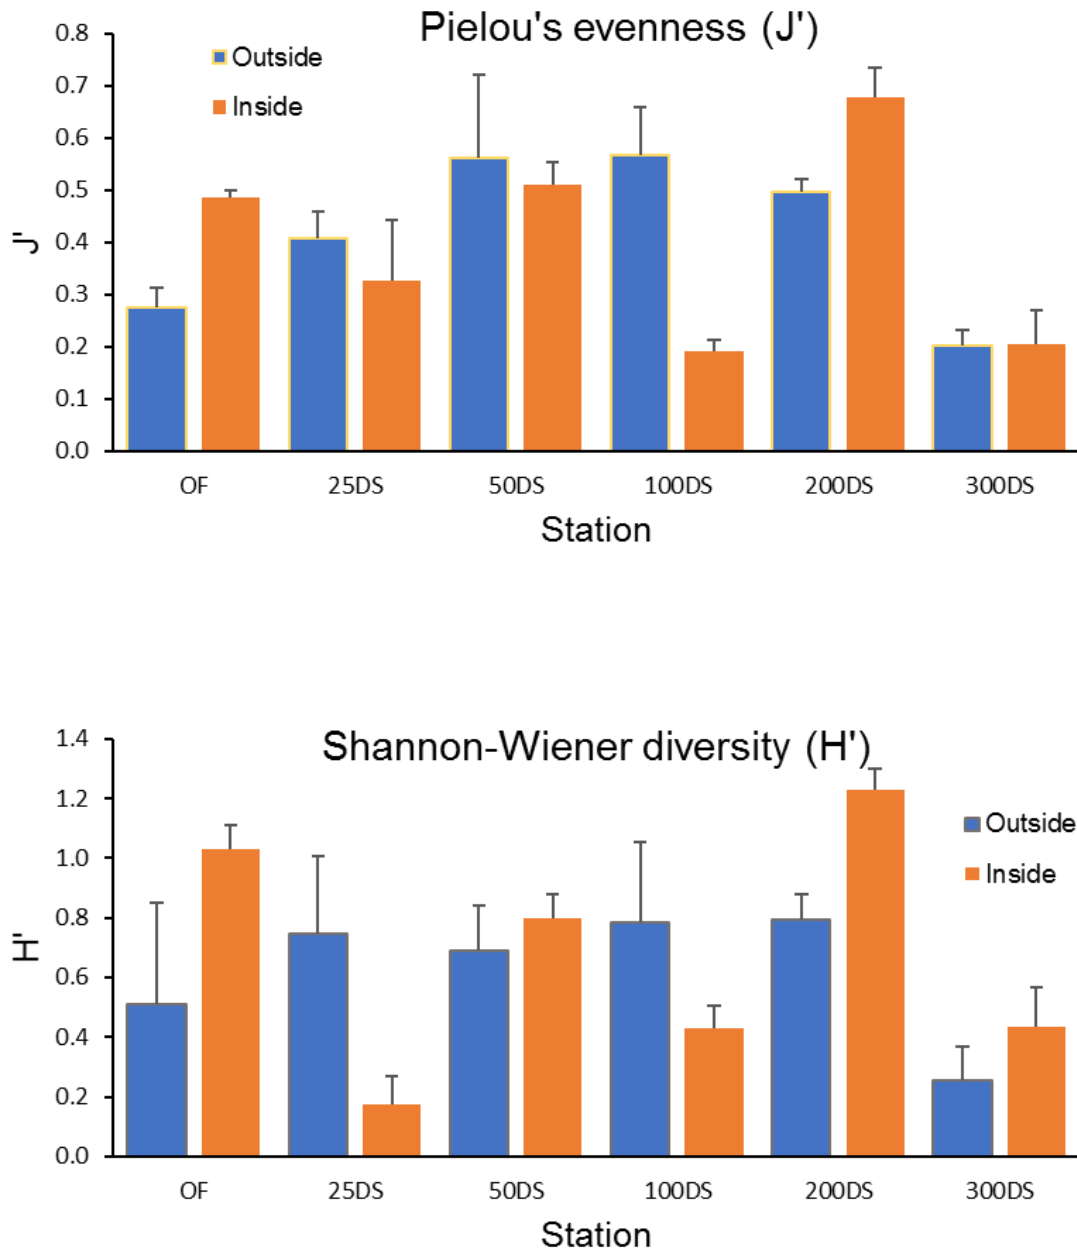 Pielou's evenness (J')
0.8
0.7
0.6
0.5
0.4
0.3
0.2
0.1
0.0
J'
Outside
Inside
OF 25DS 50DS 100DS 200DS 300DS
Station
Shannon-Wiener diversity (H')
1.4
1.2
1.0
0.8
0.6
0.4
0.2
0.0
H'
Outside
Inside
OF 25DS 50DS 100DS 200DS 300DS
Station